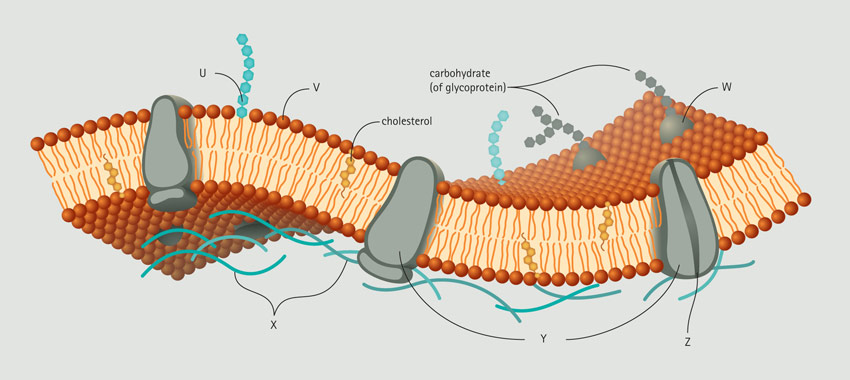 U
V
carbohydrate
(of glycoprotein)
W
cholesterol
X
Y
Z